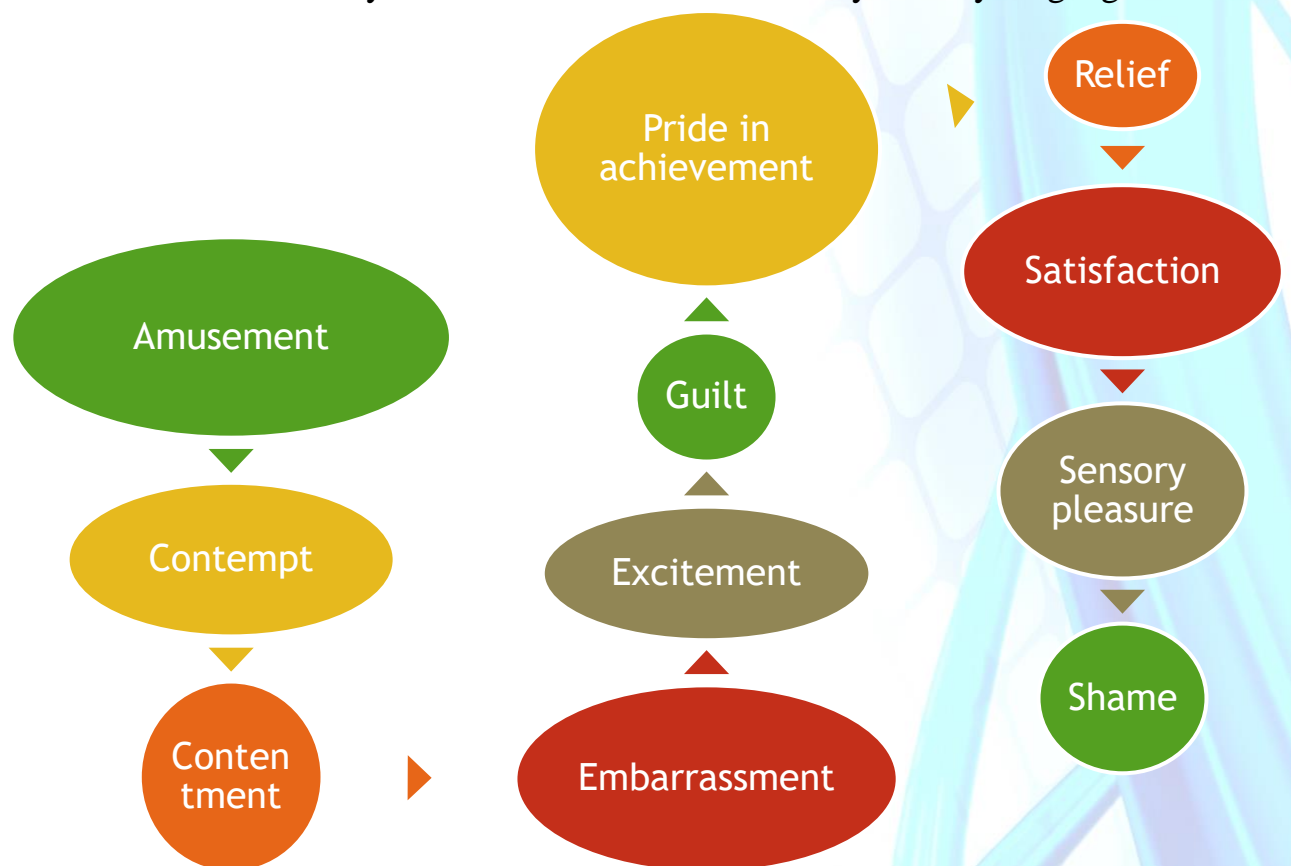 Amusement
Contempt
Conten
tment
Embarrassment
Excitement
Guilt
Pride in
achievement
Relief
Satisfaction
Sensory
pleasure
Shame